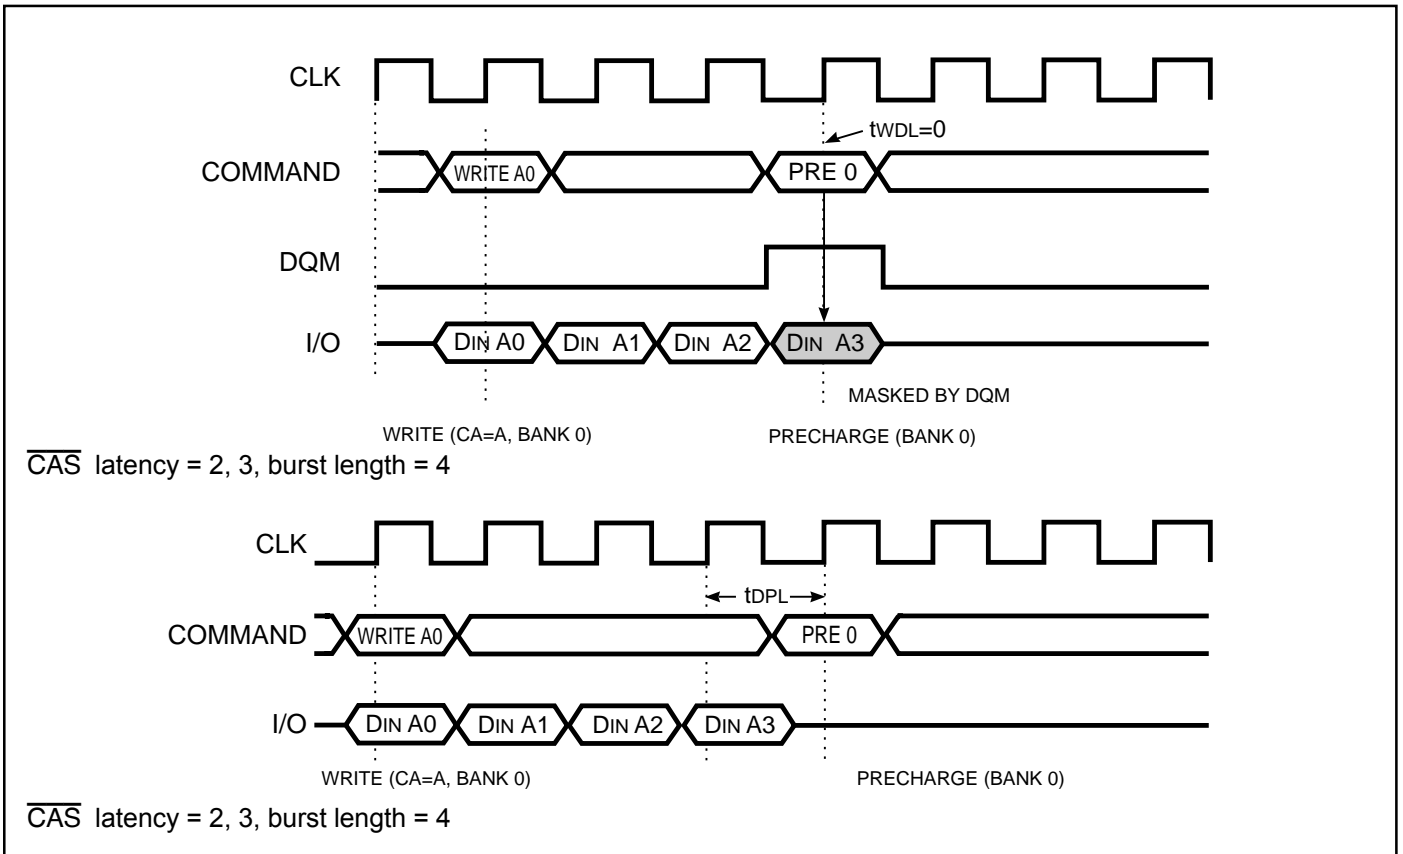 CLK
tWDL=0
COMMAND WRITE A0 PRE 0
DQM
I/O DIN A0 DIN A1 DIN A2 DIN A3
MASKED BY DQM
WRITE (CA=A, BANK 0) PRECHARGE (BANK 0)
CAS latency = 2, 3, burst length = 4
CLK
tDPL
COMMAND WRITE A0 PRE 0
I/O DIN A0 DIN A1 DIN A2 DIN A3
WRITE (CA=A, BANK 0) PRECHARGE (BANK 0)
CAS latency = 2, 3, burst length = 4